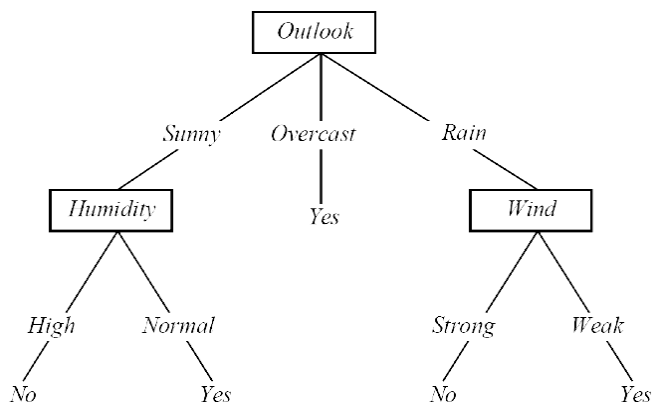 Outlook
Sunny Overcast Rain
Humidity Yes Wind
High Normal Strong Weak
No Yes No Yes